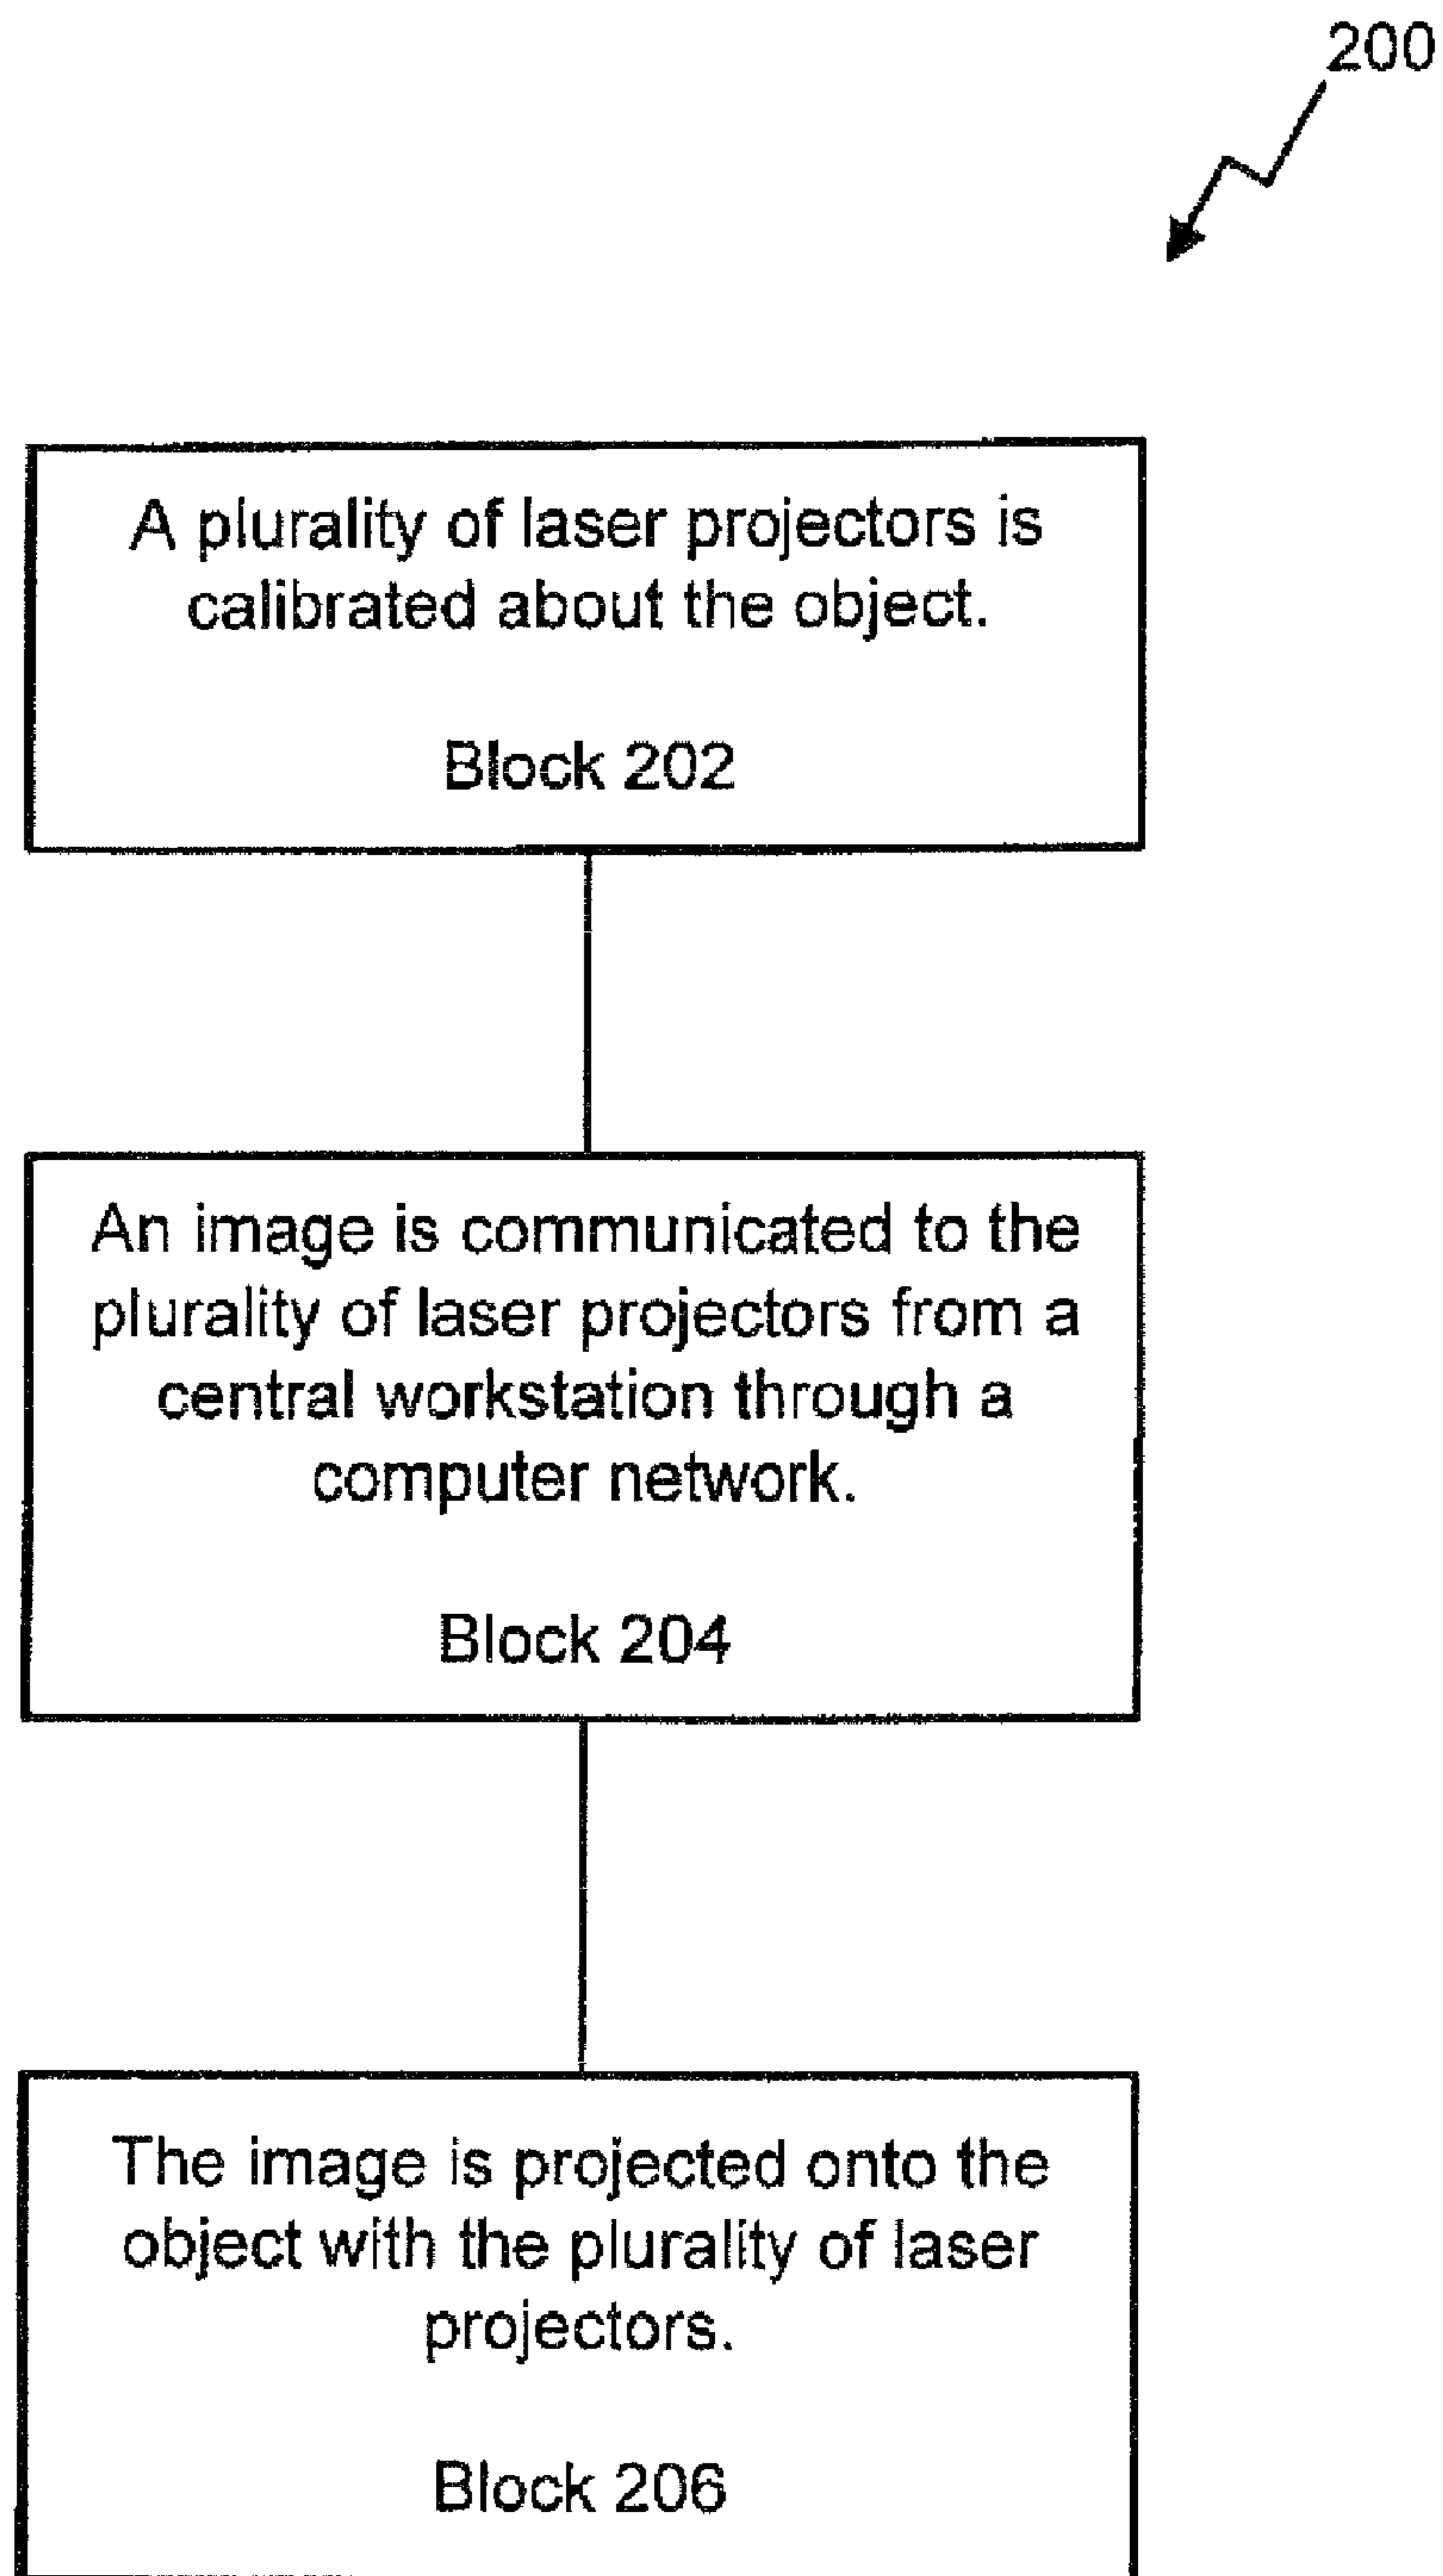 200
A plurality of laser projectors is
calibrated about the object.
Block 202
An image is communicated to the
plurality of laser projectors from a
central workstation through a
computer network.
Block 204
The image is projected onto the
object with the plurality of laser
projectors.
Block 206